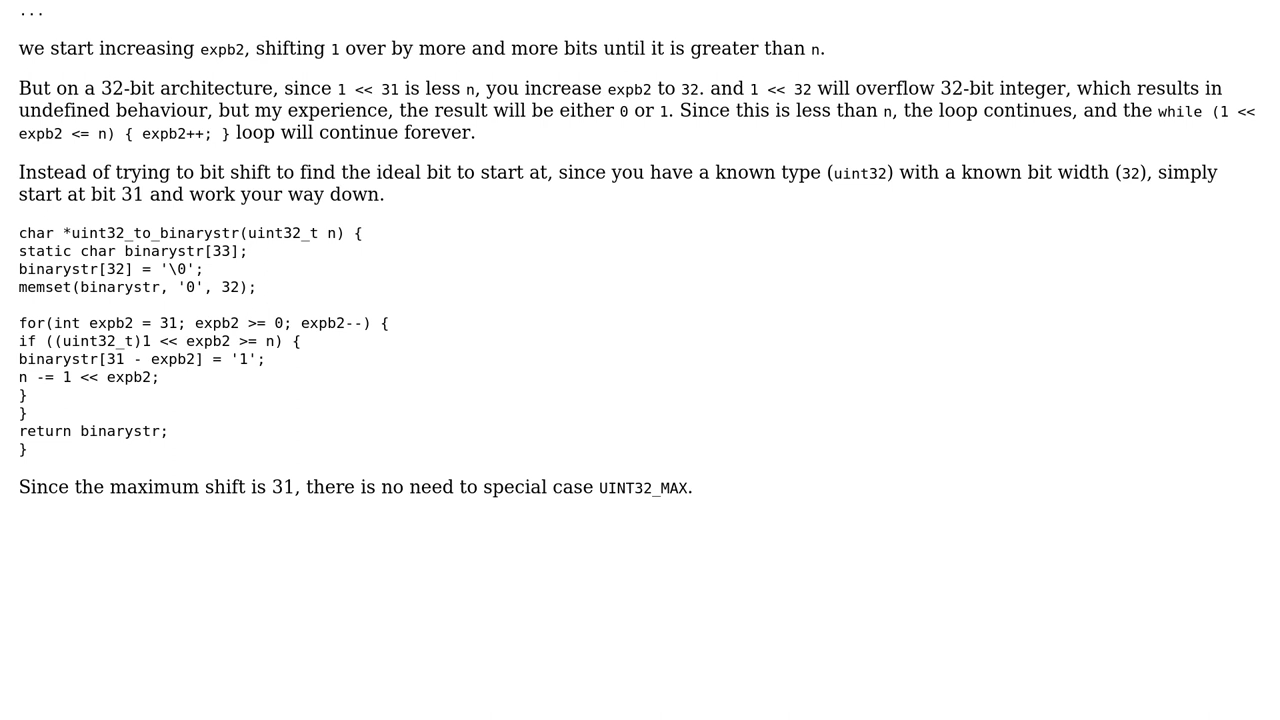 ...
we start increasing expb2, shifting 1 over by more and more bits until it is greater than n.
But on a 32-bit architecture, since 1 << 31 is less n, you increase expb2 to 32. and 1 << 32 will overflow 32-bit integer, which results in
undefined behaviour, but my experience, the result will be either 0 or 1. Since this is less than n, the loop continues, and the while (1 <<
expb2 <= n) { expb2++; } loop will continue forever.
Instead of trying to bit shift to find the ideal bit to start at, since you have a known type (uint32) with a known bit width (32), simply
start at bit 31 and work your way down.
char *uint32_to_binarystr(uint32_t n) {
static char binarystr[33];
binarystr[32] = '\0';
memset(binarystr, '0', 32);
for(int expb2 = 31; expb2 >= 0; expb2--) {
if ((uint32_t)1 << expb2 >= n) {
binarystr[31 - expb2] = '1';
n -= 1 << expb2;
}
}
return binarystr;
}
Since the maximum shift is 31, there is no need to special case UINT32_MAX.